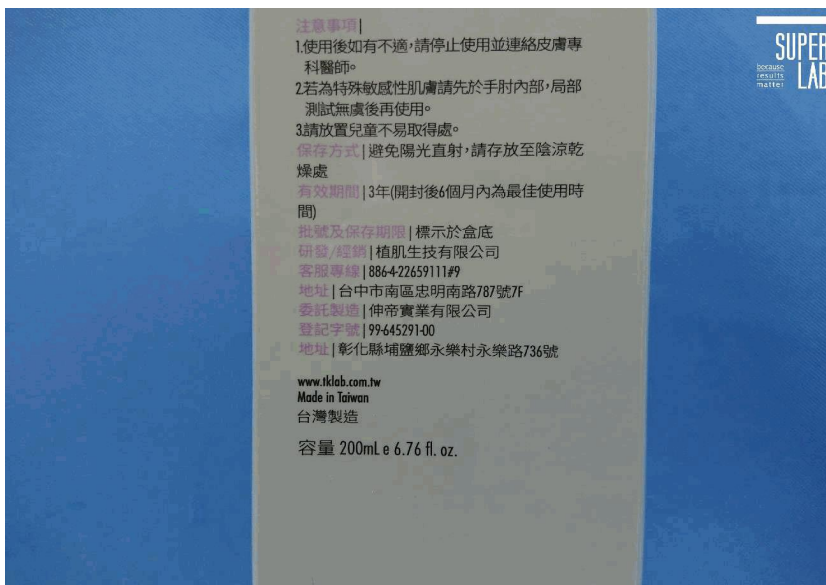 注意事項|
1.使用後如有不適,請停止使用並連絡皮膚專
科醫師。
2.若為特殊敏感性肌膚請先於手肘內部,局部
測試無虞後再使用。
3.請放置兒童不易取得處。
保存方式|避免陽光直射,請存放至陰涼乾
燥處
有效期間|3年(開封後6個月內為最佳使用時
間)
批號及保存期限|標示於盒底
研發/經銷|植肌生技有限公司
客服專線|886-4-22659111#9
地址|台中市南區忠明南路787號7F
委託製造|伸帝實業有限公司
登記字號|99-645291-00
地址|彰化縣埔鹽鄉永樂村永樂路736號
www.tklab.com.tw
Made in Taiwan
台灣製造
容量 200mL e 6.76 fl. oz.
SUPER
LAB
because
results
matter